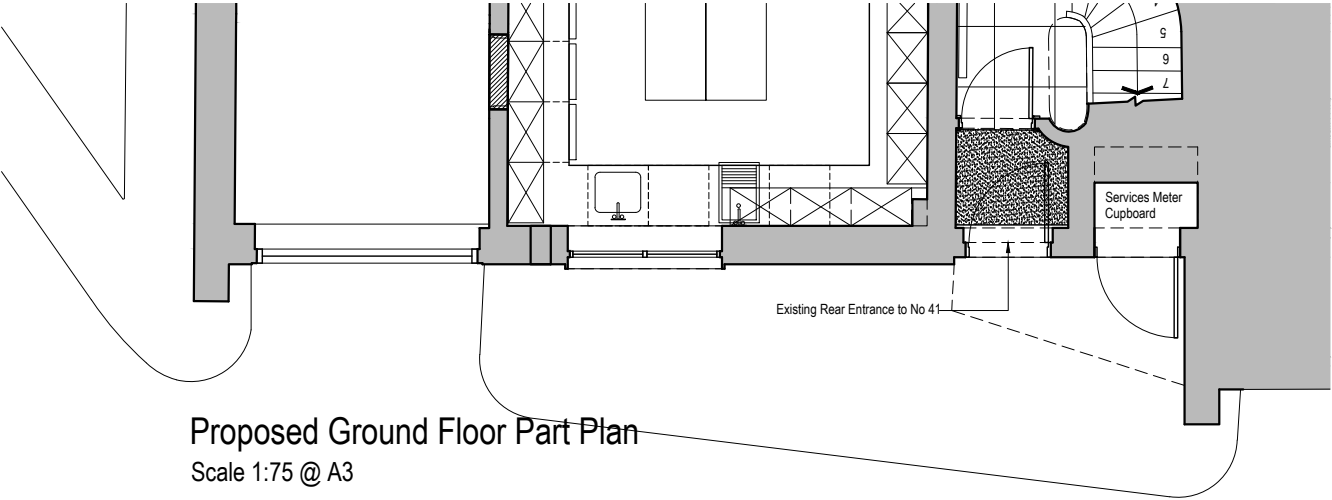 5
6
7
Services Meter
Cupboard
Existing Rear Entrance to No 41
Proposed Ground Floor Part Plan
Scale 1:75 @ A3